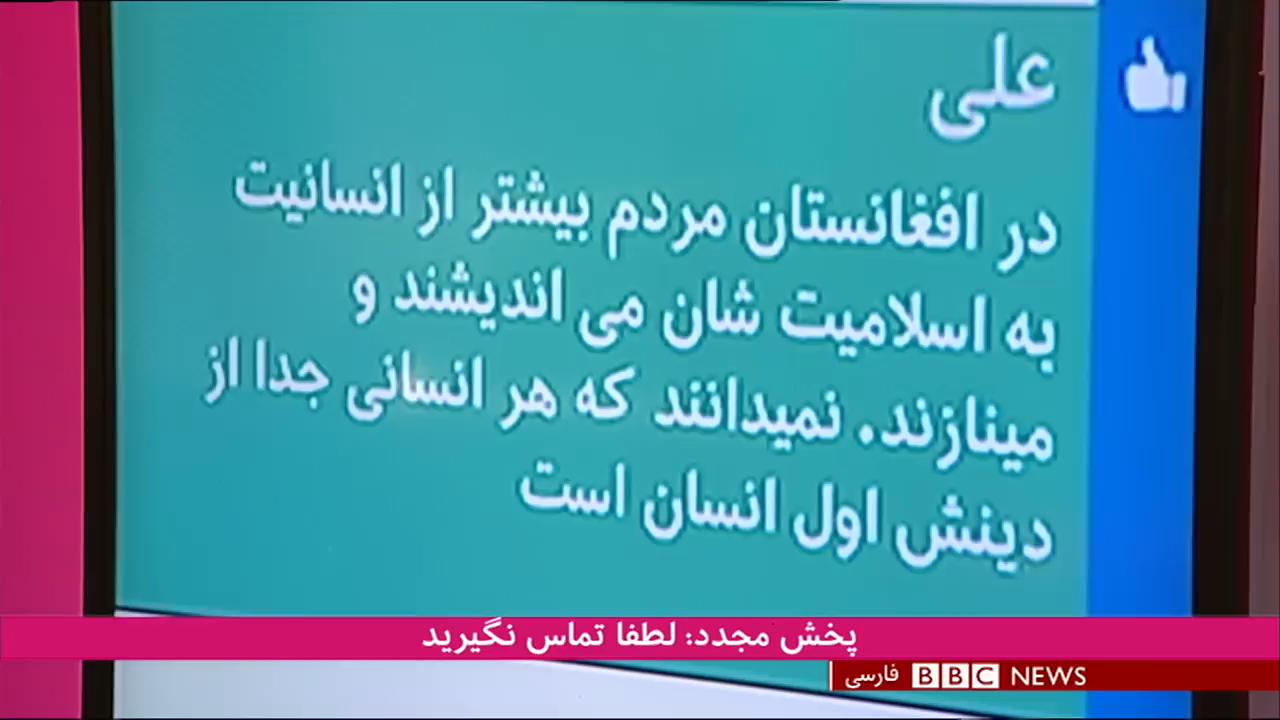 علی
در افغانستان مردم بیشتر از انسانیت
به اسلامیت شان می اندیشند و
مینازند. نمیدانند که هر انسانی جدا از
دینش اول انسان است
پخش مجدد: لطفا تماس نگیرید
فارسی BBC NEWS